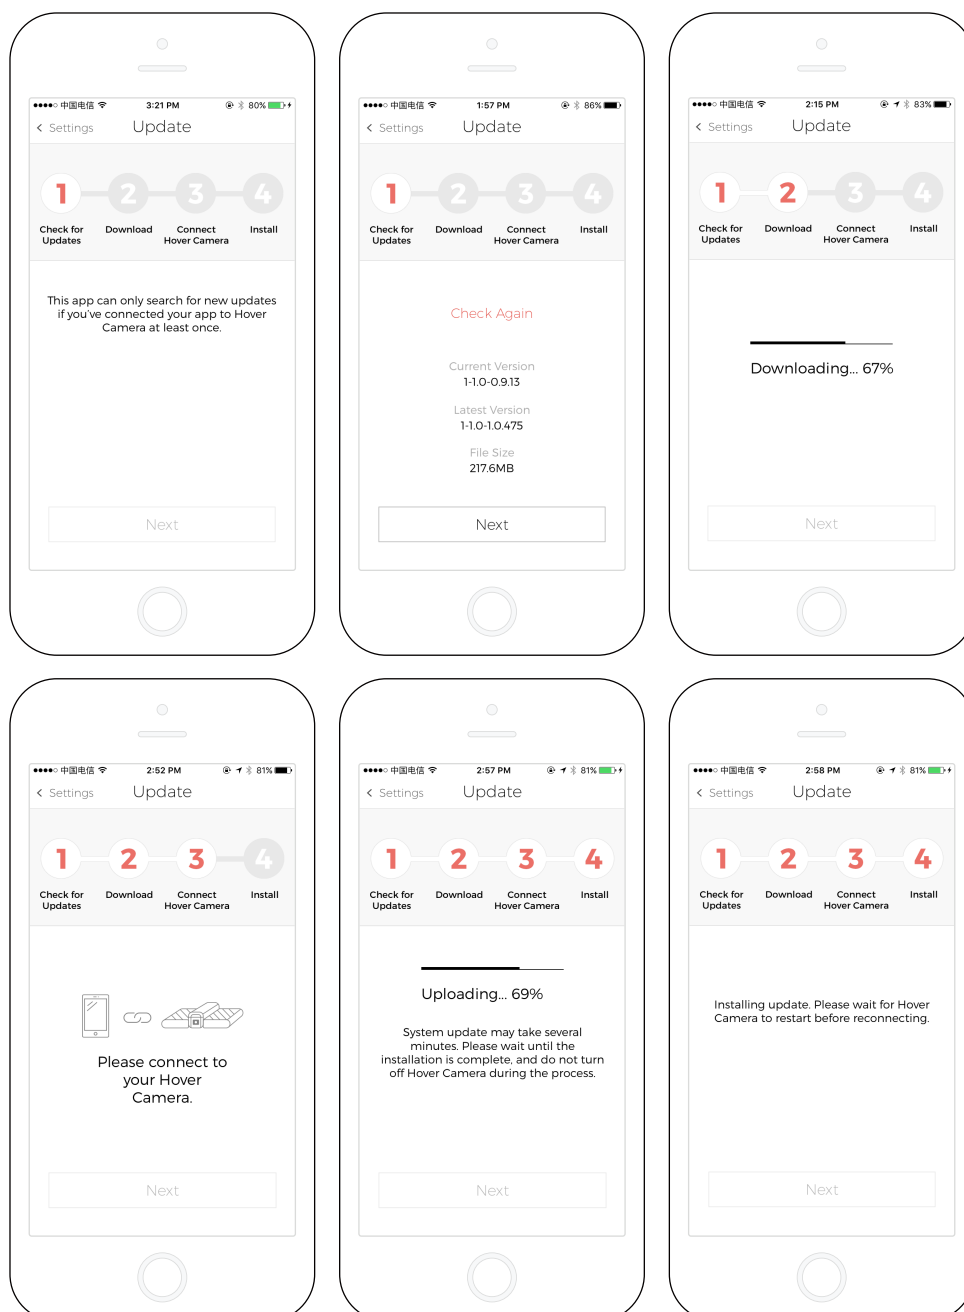 中国电信 3:21 PM 80%
Settings Update
1 2 3 4
Check for Updates Download Connect Hover Camera Install
This app can only search for new updates
if you've connected your app to Hover
Camera at least once.
Next
中国电信 1:57 PM 86%
Settings Update
1 2 3 4
Check for Updates Download Connect Hover Camera Install
Check Again
Current Version
1-1.0-0.9.13
Latest Version
1-1.0-1.0.475
File Size
217.6MB
Next
中国电信 2:15 PM 83%
Settings Update
1 2 3 4
Check for Updates Download Connect Hover Camera Install
Downloading... 67%
Next
中国电信 2:52 PM 81%
Settings Update
1 2 3 4
Check for Updates Download Connect Hover Camera Install
Please connect to
your Hover
Camera.
Next
中国电信 2:57 PM 81%
Settings Update
1 2 3 4
Check for Updates Download Connect Hover Camera Install
Uploading... 69%
System update may take several
minutes. Please wait until the
installation is complete, and do not turn
off Hover Camera during the process.
Next
中国电信 2:58 PM 81%
Settings Update
1 2 3 4
Check for Updates Download Connect Hover Camera Install
Installing update. Please wait for Hover
Camera to restart before reconnecting.
Next